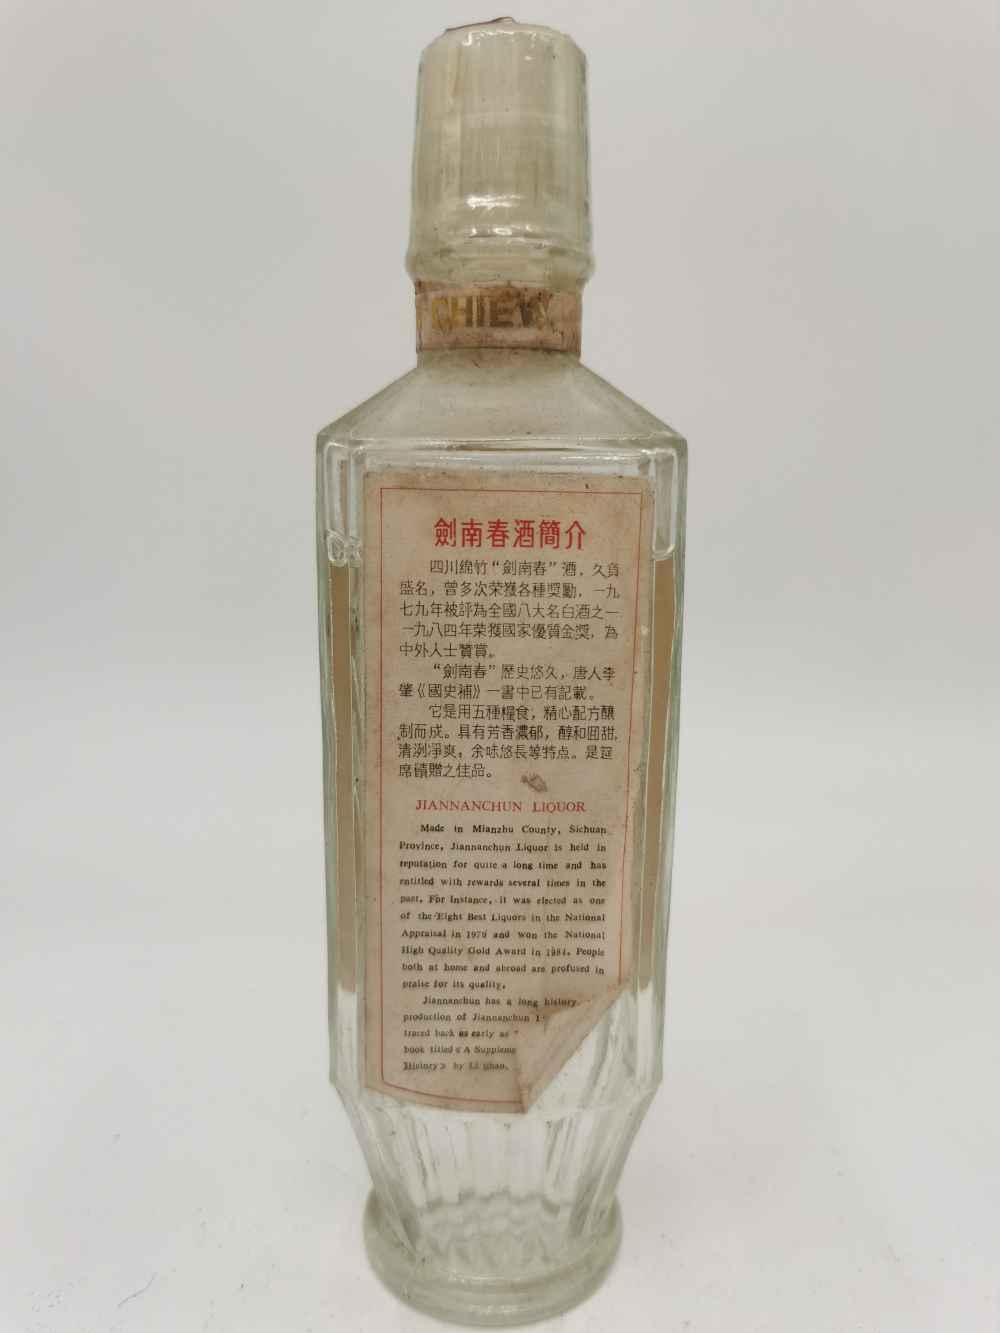 CHIEW
劍南春酒簡介
四川绵竹“劍南春”酒，久負
盛名，曾多次荣獲各種獎勵，一九
七九年被評為全國八大名白酒之一
一九八四年荣獲國家優質金獎，為
中外人士贊賞。
“劍南春”歷史悠久，唐人李
肇《國史補》一書中已有記載。
它是用五種糧食，精心配方釀
制而成。具有芳香濃郁，醇和回甜，
清洌凈爽，余味悠長等特点。是筵
席饋贈之佳品。
JIANNANCHUN LIQUOR
Made in Mianzhu County, Sichuan
Province, Jiannanchun Liquor is held in
reputation for quite a long time and has
entitled with rewards several times in the
past. For Instance, it was elected as one
of the Eight Best Liquors in the National
Appraisal in 1979 and won the National
High Quality Gold Award in 1984. People
both at home and abroad are profused in
praise for its quality.
Jiannanchun has a long history.
production of Jiannanchun
traced back as early as
book titled《A Suppleme
History》by Li Zhao.